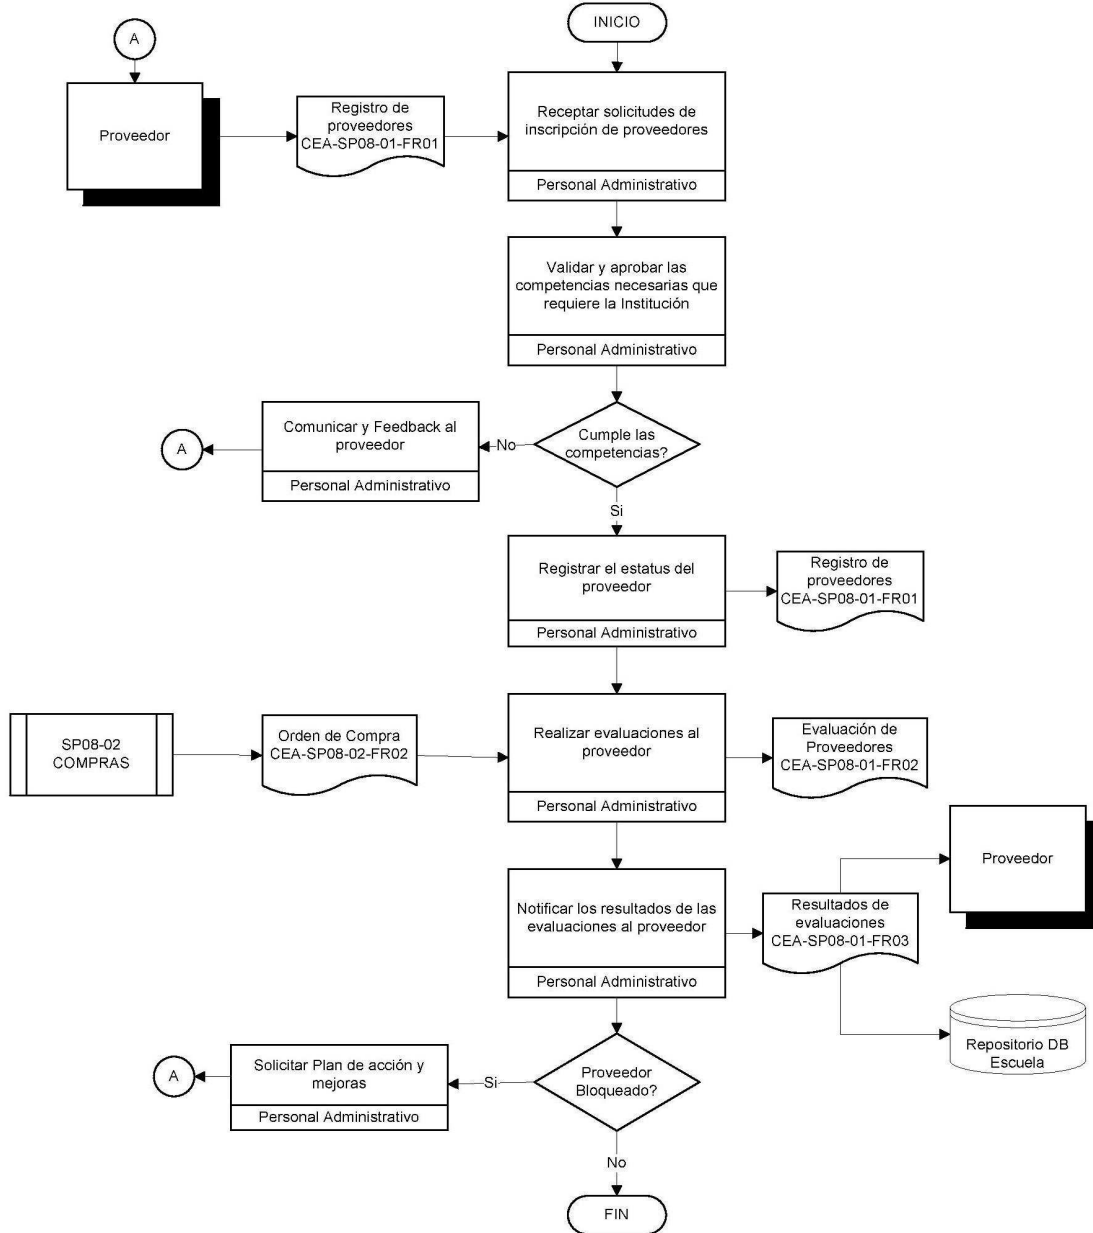 INICIO
A
Proveedor
Registro de
proveedores
CEA-SP08-01-FR01
Receptar solicitudes de
inscripción de proveedores
Personal Administrativo
Validar y aprobar las
competencias necesarias que
requiere la Institución
Personal Administrativo
A
Comunicar y Feedback al
proveedor
Personal Administrativo
No
Cumple las
competencias?
Si
Registrar el estatus del
proveedor
Personal Administrativo
Registro de
proveedores
CEA-SP08-01-FR01
SP08-02
COMPRAS
Orden de Compra
CEA-SP08-02-FR02
Realizar evaluaciones al
proveedor
Personal Administrativo
Evaluación de
Proveedores
CEA-SP08-01-FR02
Notificar los resultados de las
evaluaciones al proveedor
Personal Administrativo
Resultados de
evaluaciones
CEA-SP08-01-FR03
Proveedor
Repositorio DB
Escuela
A
Solicitar Plan de acción y
mejoras
Personal Administrativo
Si
Proveedor
Bloqueado?
No
FIN